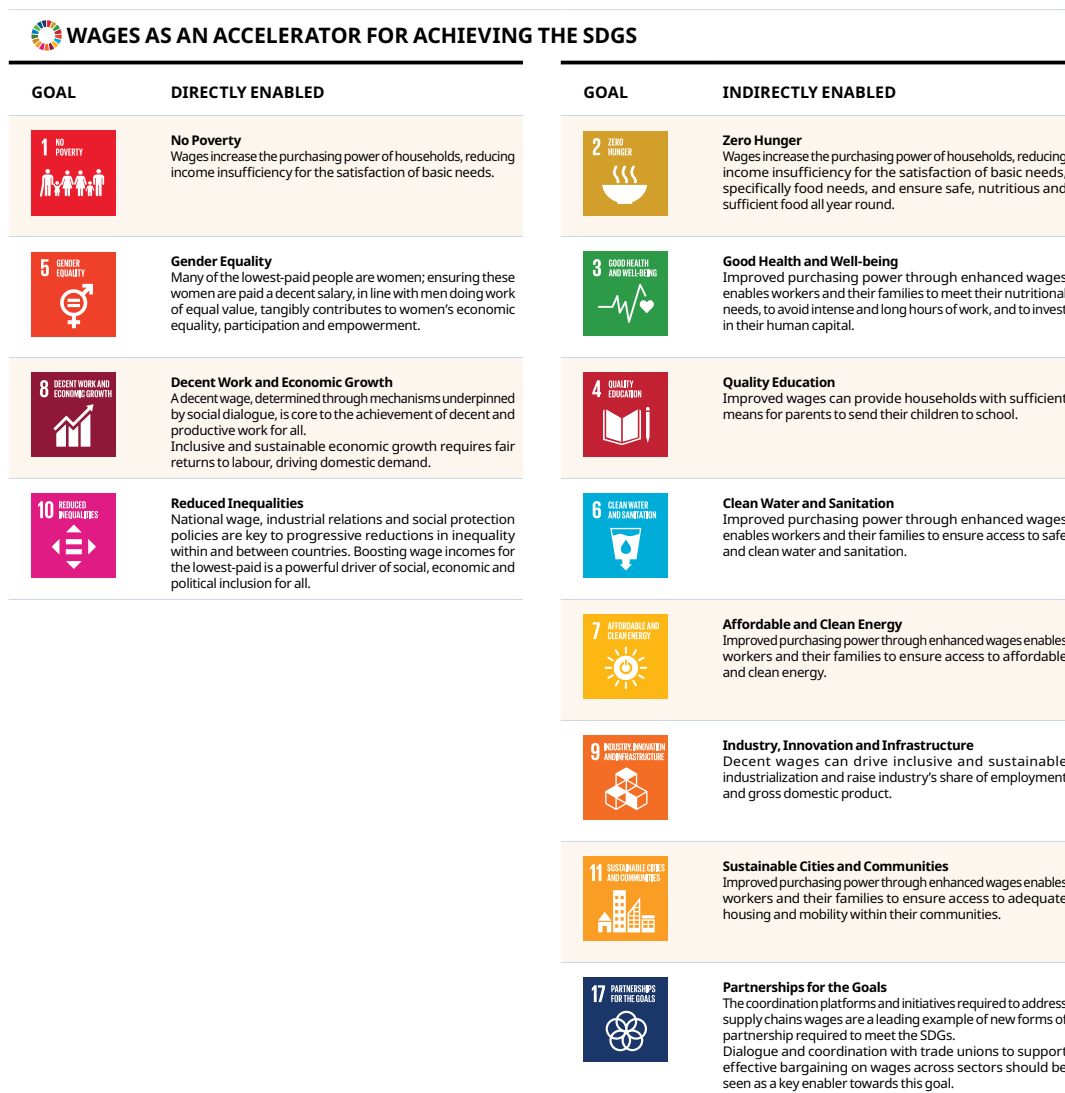 WAGES AS AN ACCELERATOR FOR ACHIEVING THE SDGS
GOAL
DIRECTLY ENABLED
1 NO
POVERTY
No Poverty
Wages increase the purchasing power of households, reducing
income insufficiency for the satisfaction of basic needs.
5 GENDER
EQUALITY
Gender Equality
Many of the lowest-paid people are women; ensuring these
women are paid a decent salary, in line with men doing work
of equal value, tangibly contributes to women's economic
equality, participation and empowerment.
8 DECENT WORK AND
ECONOMIC GROWTH
Decent Work and Economic Growth
A decent wage, determined through mechanisms underpinned
by social dialogue, is core to the achievement of decent and
productive work for all.
Inclusive and sustainable economic growth requires fair
returns to labour, driving domestic demand.
10 REDUCED
INEQUALITIES
Reduced Inequalities
National wage, industrial relations and social protection
policies are key to progressive reductions in inequality
within and between countries. Boosting wage incomes for
the lowest-paid is a powerful driver of social, economic and
political inclusion for all.
GOAL
INDIRECTLY ENABLED
2 ZERO
HUNGER
Zero Hunger
Wages increase the purchasing power of households, reducing
income insufficiency for the satisfaction of basic needs,
specifically food needs, and ensure safe, nutritious and
sufficient food all year round.
3 GOOD HEALTH
AND WELL-BEING
Good Health and Well-being
Improved purchasing power through enhanced wages
enables workers and their families to meet their nutritional
needs, to avoid intense and long hours of work, and to invest
in their human capital.
4 QUALITY
EDUCATION
Quality Education
Improved wages can provide households with sufficient
means for parents to send their children to school.
6 CLEAN WATER
AND SANITATION
Clean Water and Sanitation
Improved purchasing power through enhanced wages
enables workers and their families to ensure access to safe
and clean water and sanitation.
7 AFFORDABLE AND
CLEAN ENERGY
Affordable and Clean Energy
Improved purchasing power through enhanced wages enables
workers and their families to ensure access to affordable
and clean energy.
9 INDUSTRY, INNOVATION
AND INFRASTRUCTURE
Industry, Innovation and Infrastructure
Decent wages can drive inclusive and sustainable
industrialization and raise industry's share of employment
and gross domestic product.
11 SUSTAINABLE CITIES
AND COMMUNITIES
Sustainable Cities and Communities
Improved purchasing power through enhanced wages enables
workers and their families to ensure access to adequate
housing and mobility within their communities.
17 PARTNERSHIPS
FOR THE GOALS
Partnerships for the Goals
The coordination platforms and initiatives required to address
supply chains wages are a leading example of new forms of
partnership required to meet the SDGs.
Dialogue and coordination with trade unions to support
effective bargaining on wages across sectors should be
seen as a key enabler towards this goal.